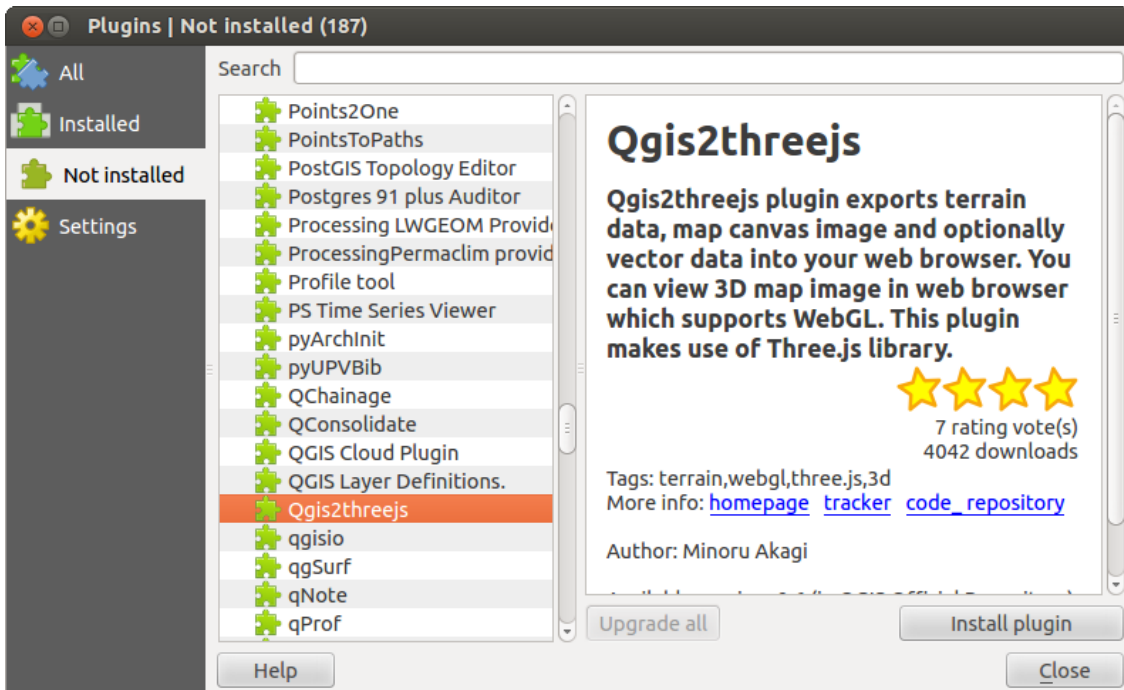 Plugins | Not installed (187)
All
Installed
Not installed
Settings
Search
Points2One
PointsToPaths
PostGIS Topology Editor
Postgres 91 plus Auditor
Processing LWGEOM Provid
ProcessingPermaclim provid
Profile tool
PS Time Series Viewer
pyArchInit
pyUPVBib
QChainage
QConsolidate
QGIS Cloud Plugin
QGIS Layer Definitions.
Qgis2threejs
qgisio
qgSurf
qNote
qProf
Qgis2threejs
Qgis2threejs plugin exports terrain
data, map canvas image and optionally
vector data into your web browser. You
can view 3D map image in web browser
which supports WebGL. This plugin
makes use of Three.js library.
7 rating vote(s)
4042 downloads
Tags: terrain,webgl,three.js,3d
More info: homepage tracker code_repository
Author: Minoru Akagi
Upgrade all
Install plugin
Help
Close